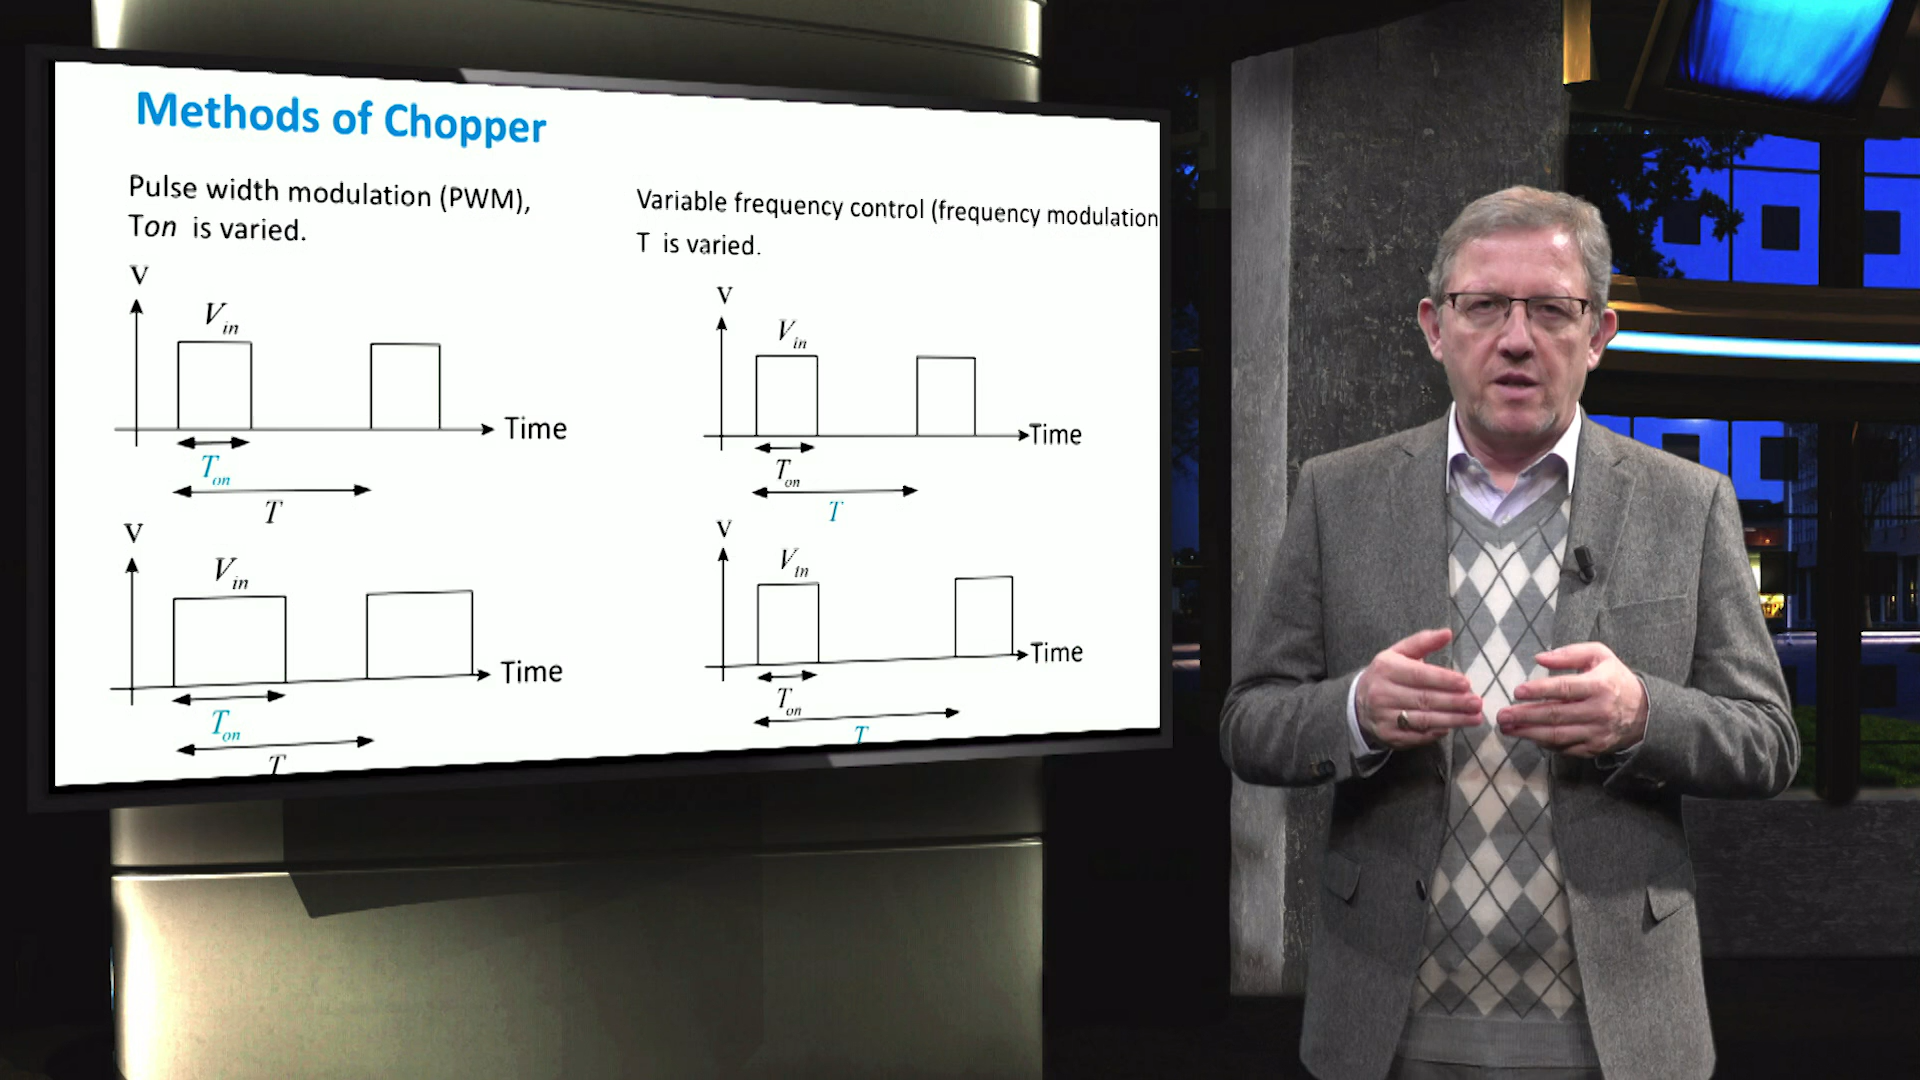 Methods of Chopper
Pulse width modulation (PWM),
Ton is varied.
V
Vin
Time
Ton
T
V
Vin
Time
Ton
T
Variable frequency control (frequency modulation
T is varied.
V
Vin
Time
Ton
T
V
Vin
Time
Ton
T